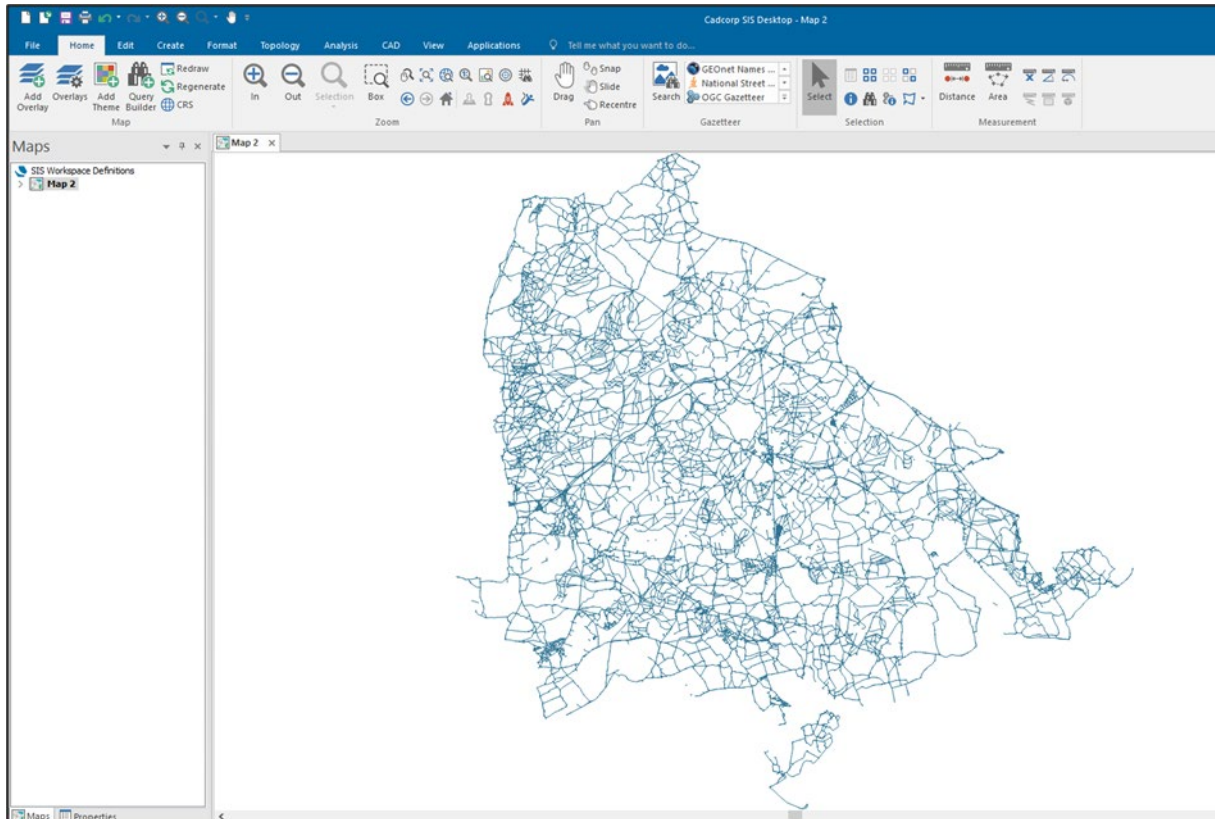 Cadcorp SIS Desktop - Map 2
File Home Edit Create Format Topology Analysis CAD View Applications Tell me what you want to do...
Add Overlay
Overlays
Add Theme
Query Builder
Redraw
Regenerate
CRS
Map
In
Out
Selection
Box
Zoom
Drag
Snap
Slide
Recentre
Pan
Search
GEOnet Names ...
National Street ...
OGC Gazetteer
Gazetteer
Select
Selection
Distance
Area
Measurement
Maps
Map 2
SIS Workspace Definitions
Map 2
Maps
Properties